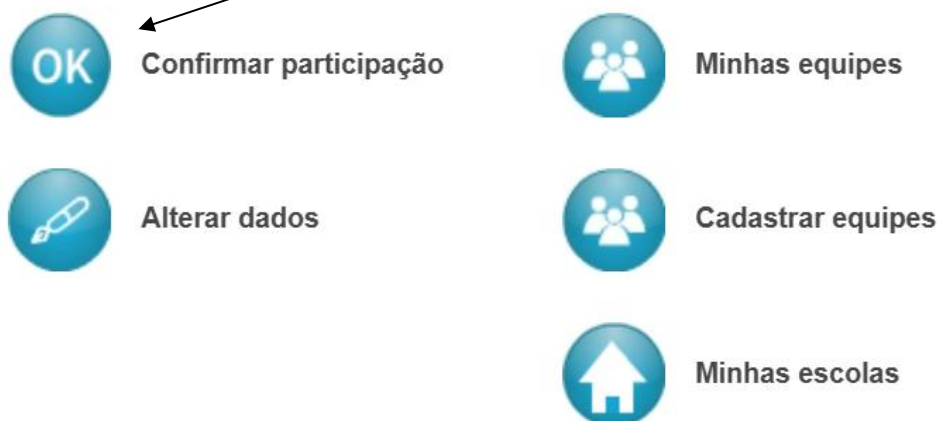 OK Confirmar participação
Minhas equipes
Alterar dados
Cadastrar equipes
Minhas escolas